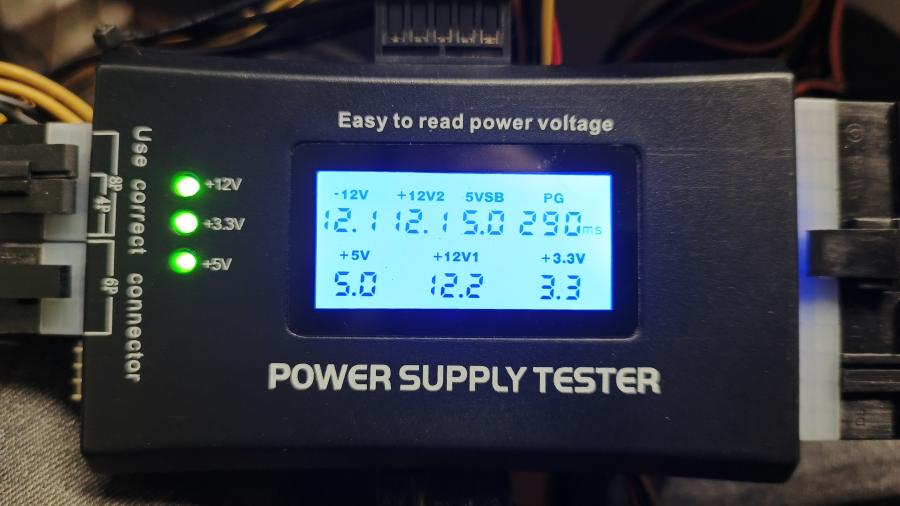 Easy to read power voltage
Use correct connector
8P
4P
6P
+12V
+3.3V
+5V
-12V +12V2 5VSB PG
12.1 12.1 5.0 290ms
+5V +12V1 +3.3V
5.0 12.2 3.3
POWER SUPPLY TESTER